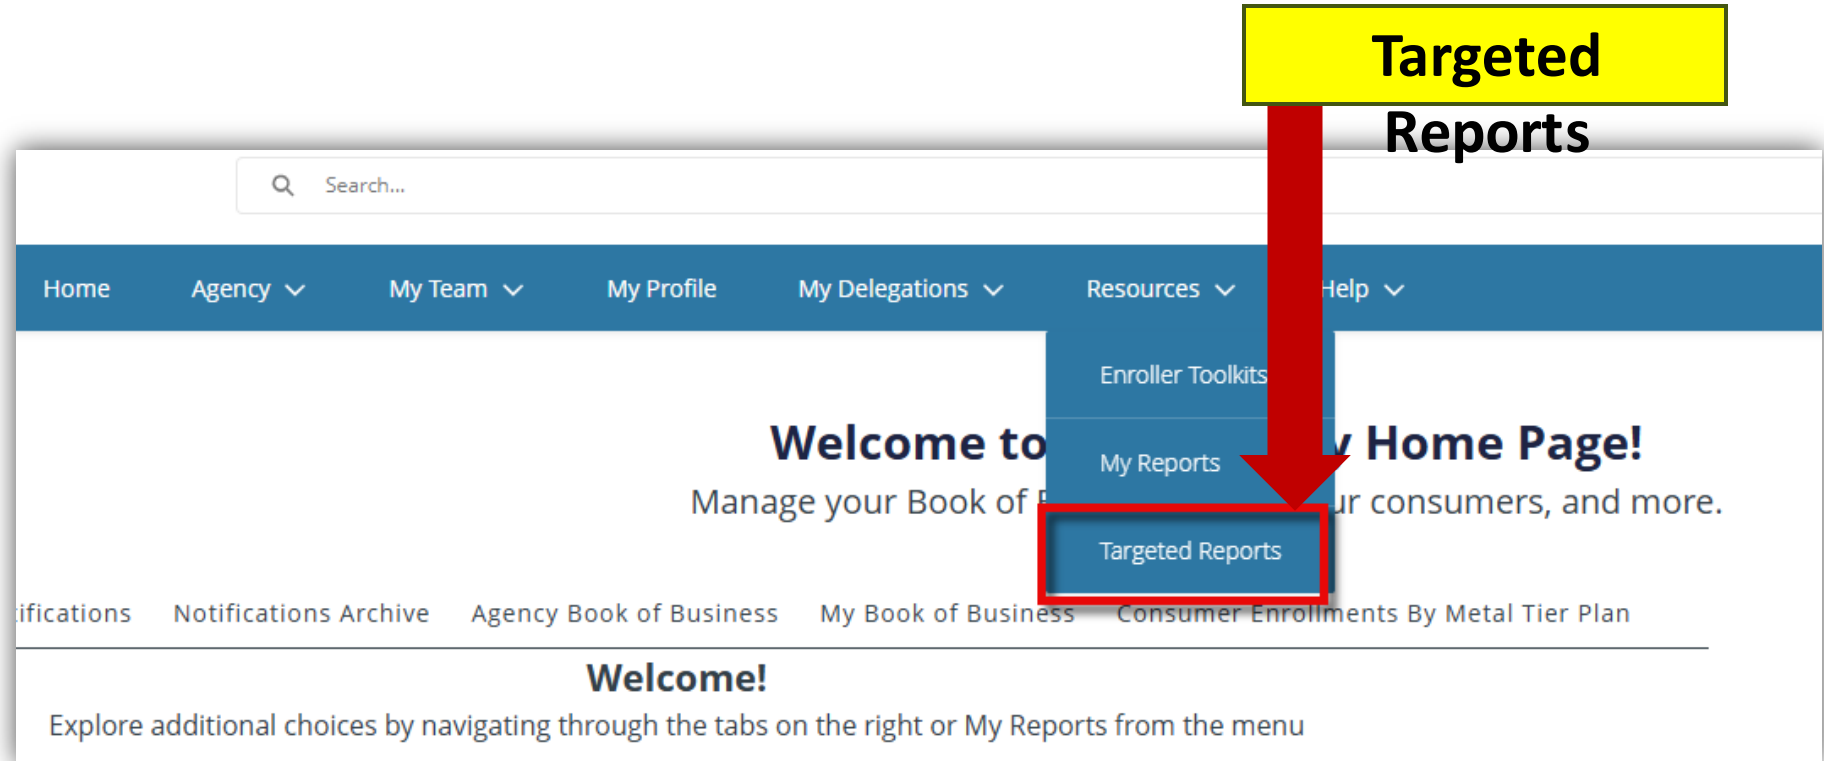 Targeted
Reports
Search...
Home Agency My Team My Profile My Delegations Resources Help
Enroller Toolkits
Welcome to Home Page!
My Reports
Manage your Book of consumers, and more.
Targeted Reports
Notifications Archive Agency Book of Business My Book of Business Consumer Enrollments By Metal Tier Plan
Welcome!
Explore additional choices by navigating through the tabs on the right or My Reports from the menu